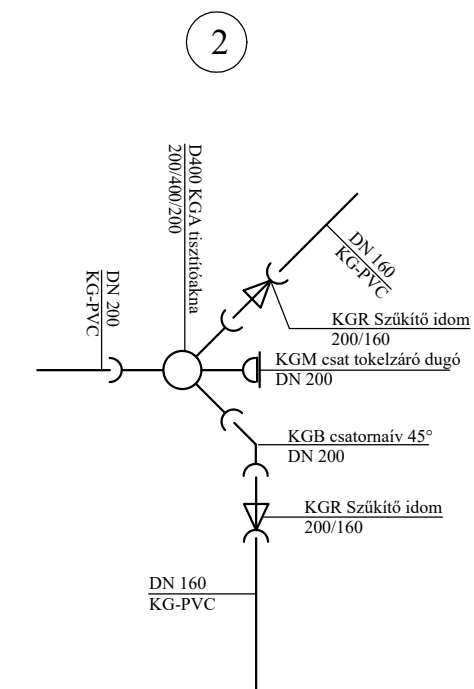 2
D400 KGA tisztítóakna
200/400/200
DN 160
KG-PVC
DN 200
KG-PVC
KGR Szűkítő idom
200/160
KGM csat tokelzáró dugó
DN 200
KGB csatornaív 45°
DN 200
KGR Szűkítő idom
200/160
DN 160
KG-PVC